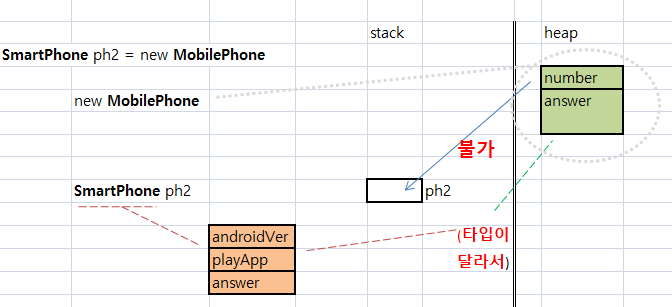 stack heap
SmartPhone ph2 = new MobilePhone
number
new MobilePhone
answer
불가
SmartPhone ph2
ph2
androidVer
(타입이
playApp
달라서)
answer